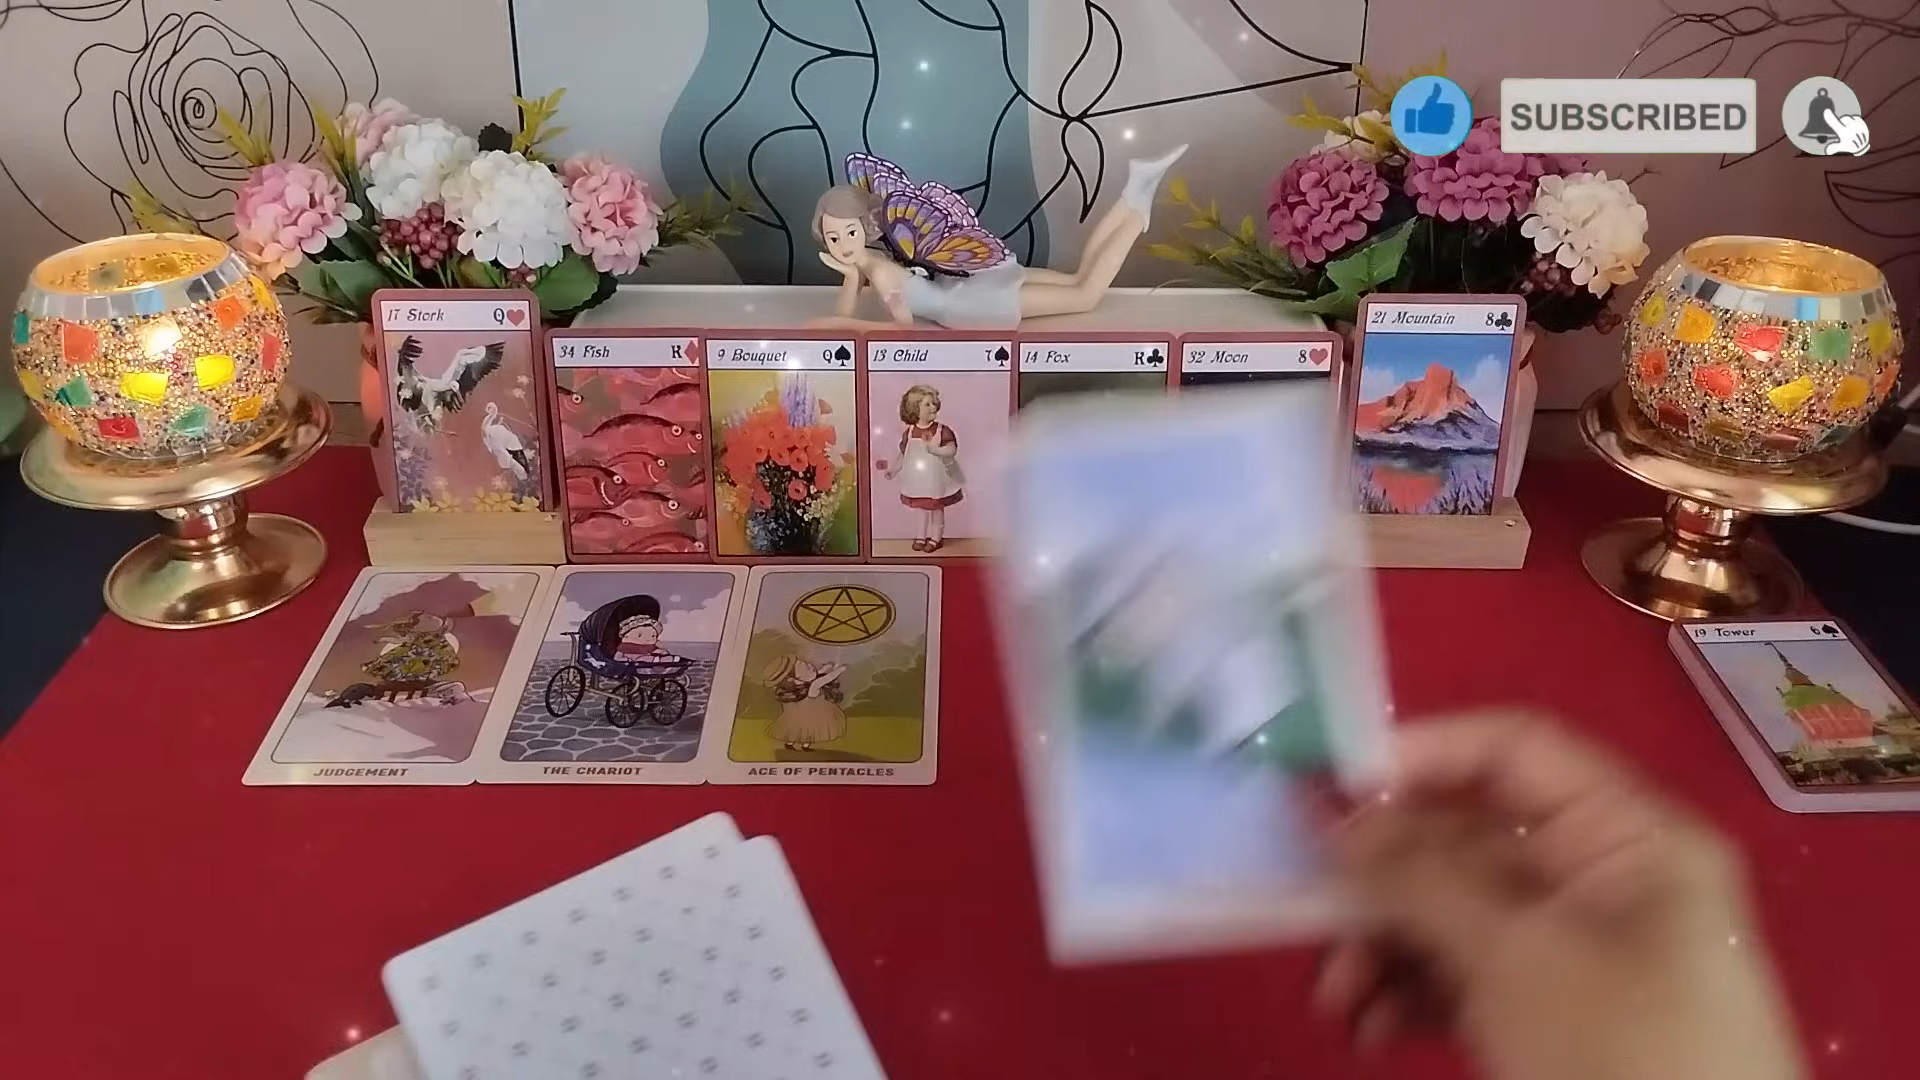 SUBSCRIBED
17 Stork Q
34 Fish K
9 Bouquet Q
13 Child 7
14 Fox K
32 Moon 8
21 Mountain 8
19 Tower 6
JUDGEMENT
THE CHARIOT
ACE OF PENTACLES